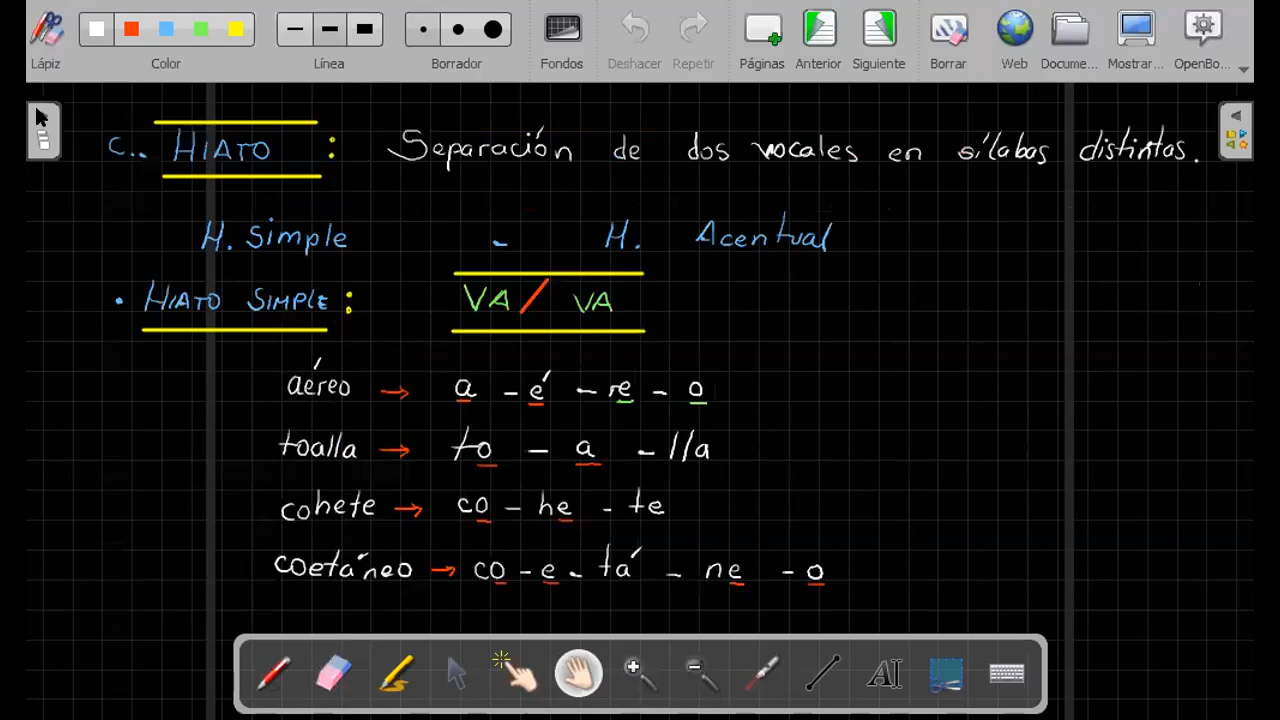 Lápiz Color Línea Borrador Fondos Deshacer Repetir Páginas Anterior Siguiente Borrar Web Docume... Mostrar... OpenBo...
C.. HIATO : Separación de dos vocales en sílabas distintas.
H. Simple - H. Acentual
• HIATO SIMPLE : VA / VA
aéreo → a - é - re - o
toalla → to - a - lla
cohete → co - he - te
coetáneo → co - e - tá - ne - o
AI